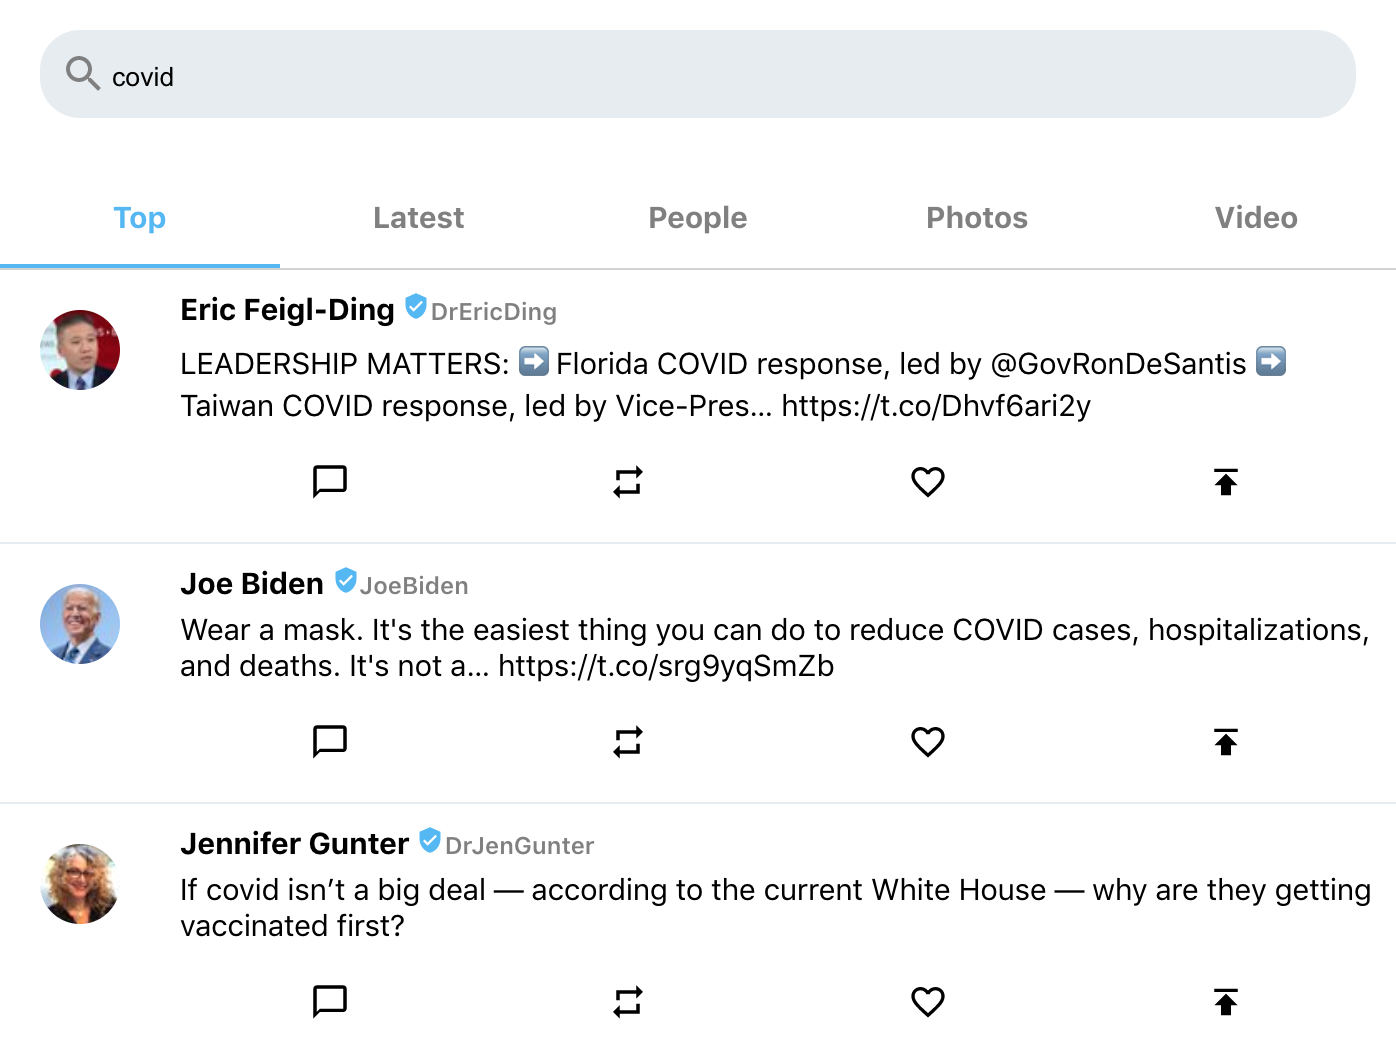 covid
Top Latest People Photos Video
Eric Feigl-Ding DrEricDing
LEADERSHIP MATTERS: ➡️ Florida COVID response, led by @GovRonDeSantis ➡️
Taiwan COVID response, led by Vice-Pres... https://t.co/Dhvf6ari2y
Joe Biden JoeBiden
Wear a mask. It's the easiest thing you can do to reduce COVID cases, hospitalizations,
and deaths. It's not a... https://t.co/srg9yqSmZb
Jennifer Gunter DrJenGunter
If covid isn’t a big deal — according to the current White House — why are they getting
vaccinated first?